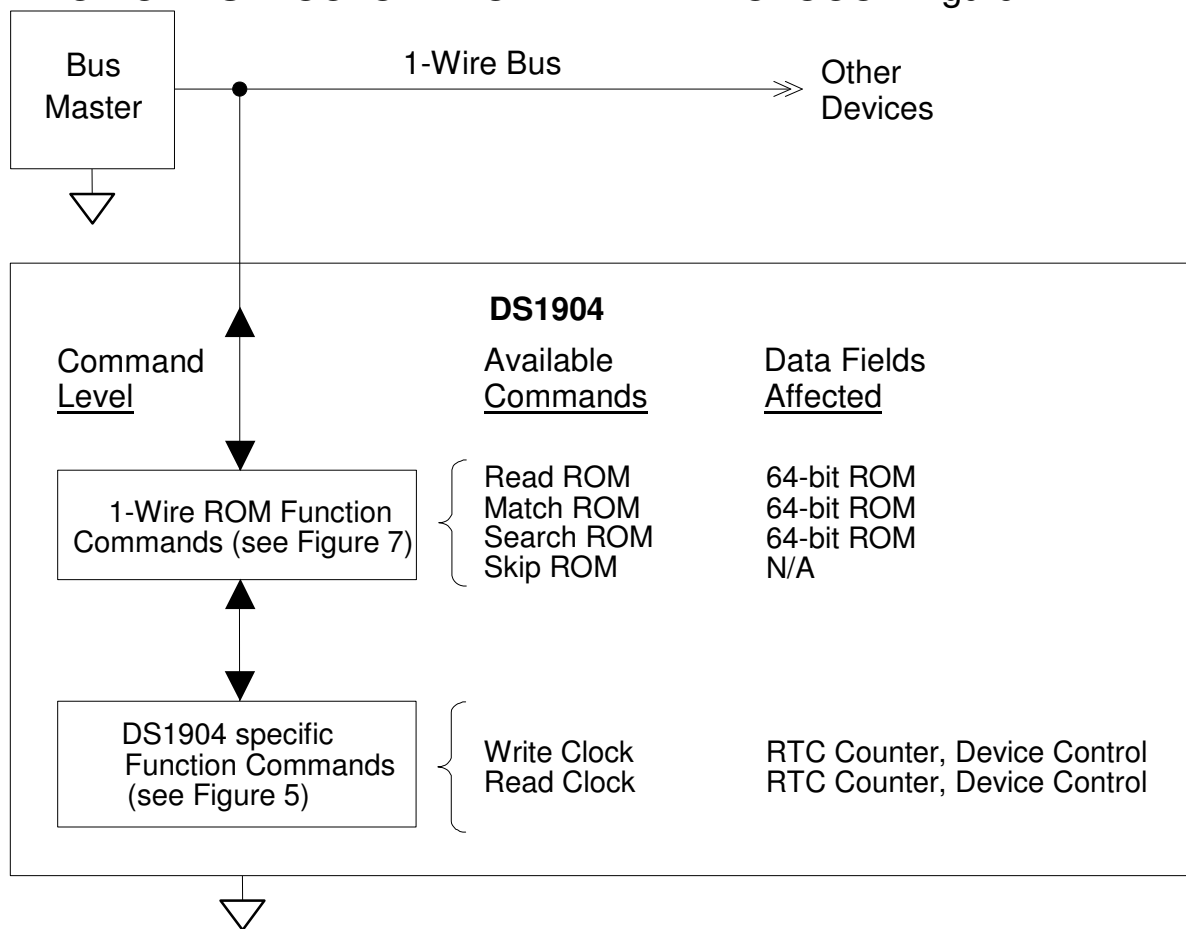 Bus
Master
1-Wire Bus
Other
Devices
DS1904
Command
Level
Available
Commands
Data Fields
Affected
1-Wire ROM Function
Commands (see Figure 7)
Read ROM 64-bit ROM
Match ROM 64-bit ROM
Search ROM 64-bit ROM
Skip ROM N/A
DS1904 specific
Function Commands
(see Figure 5)
Write Clock RTC Counter, Device Control
Read Clock RTC Counter, Device Control